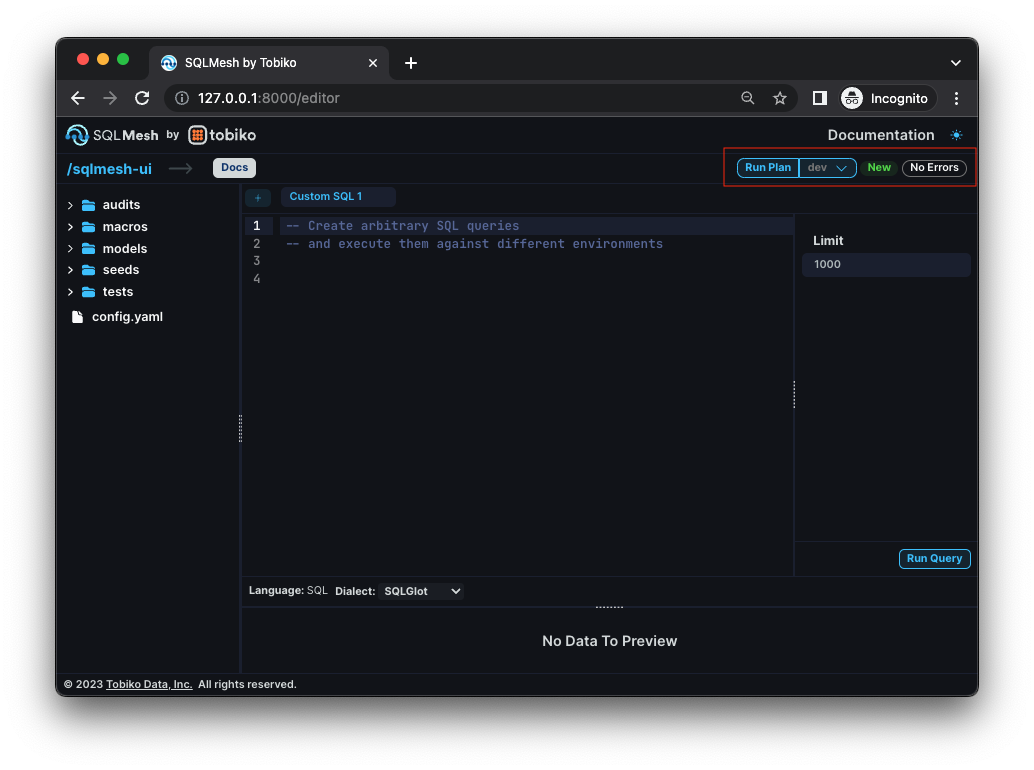 SQLMesh by Tobiko
127.0.0.1:8000/editor
Incognito
SQLMesh by tobiko
Documentation
/sqlmesh-ui
Docs
Run Plan
dev
New
No Errors
audits
macros
models
seeds
tests
config.yaml
+
Custom SQL 1
1 -- Create arbitrary SQL queries
2 -- and execute them against different environments
3
4
Limit
1000
Run Query
Language: SQL Dialect: SQLGlot
No Data To Preview
© 2023 Tobiko Data, Inc. All rights reserved.